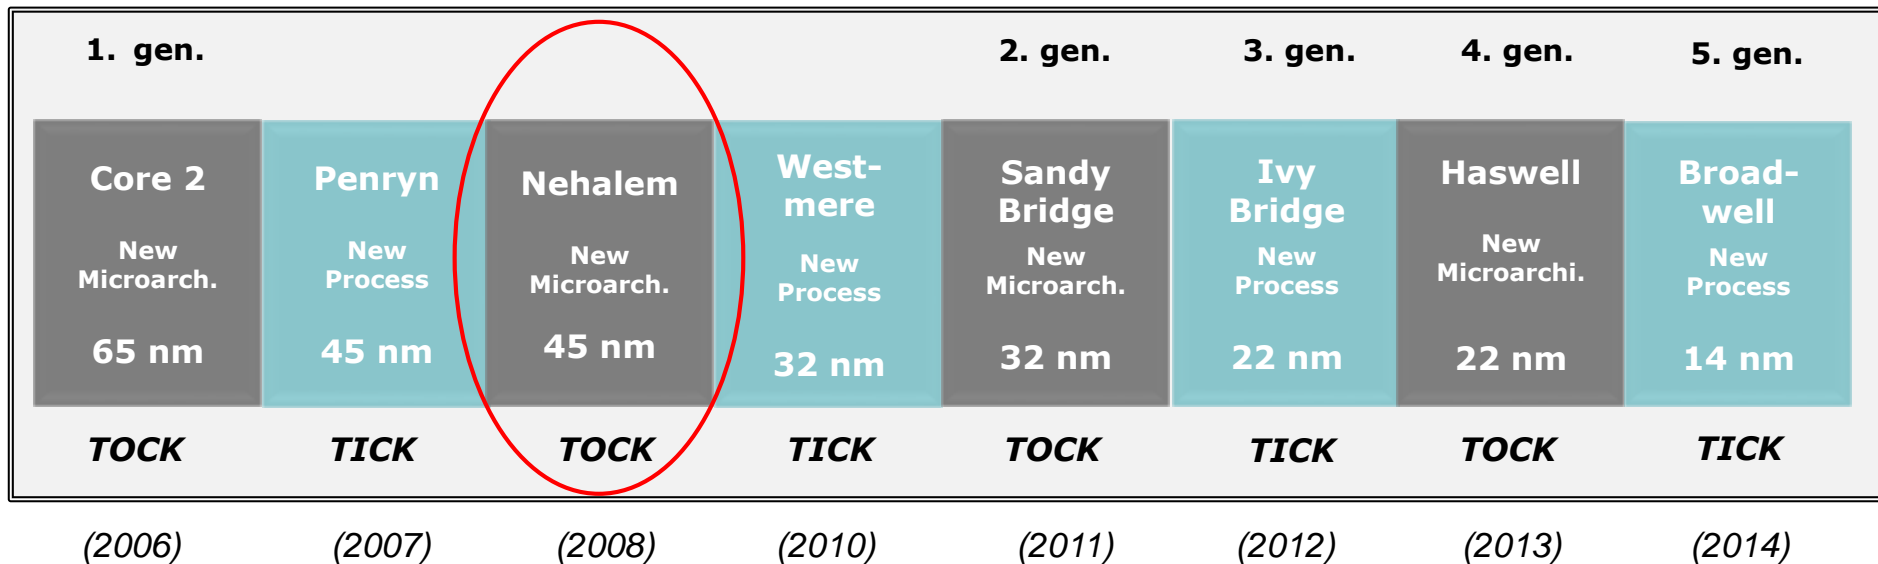 1. gen.
2. gen.
3. gen.
4. gen.
5. gen.
Core 2
New
Microarch.
65 nm
Penryn
New
Process
45 nm
Nehalem
New
Microarch.
45 nm
West-
mere
New
Process
32 nm
Sandy
Bridge
New
Microarch.
32 nm
Ivy
Bridge
New
Process
22 nm
Haswell
New
Microarchi.
22 nm
Broad-
well
New
Process
14 nm
TOCK
TICK
TOCK
TICK
TOCK
TICK
TOCK
TICK
(2006)
(2007)
(2008)
(2010)
(2011)
(2012)
(2013)
(2014)